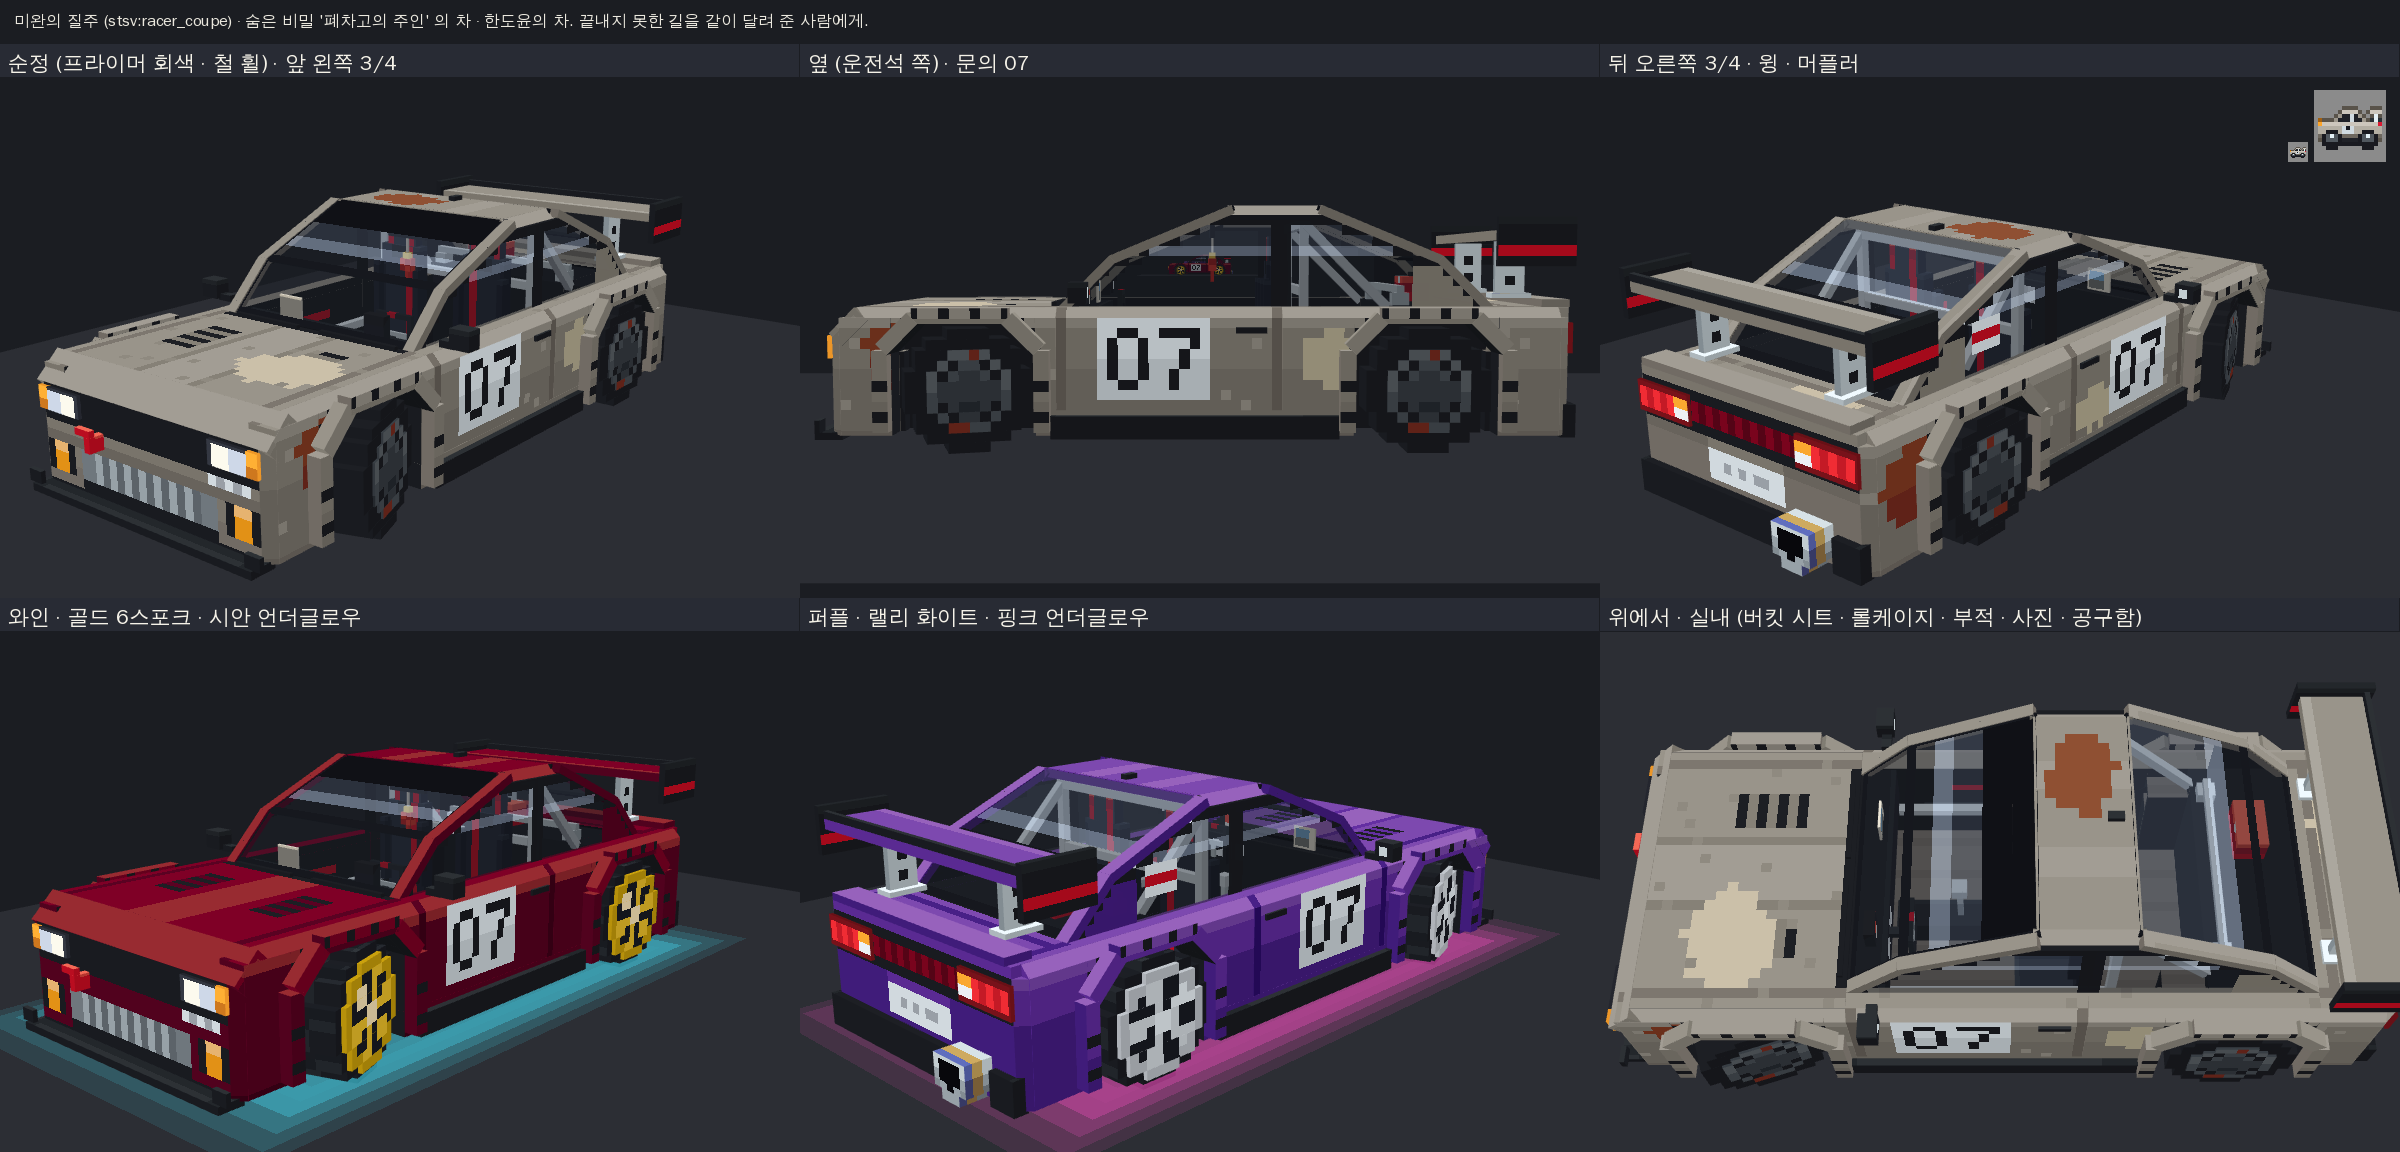 미완의 질주 (stsv:racer_coupe) · 숨은 비밀 '폐차고의 주인' 의 차 · 한도윤의 차. 끝내지 못한 길을 같이 달려 준 사람에게.
순정 (프라이머 회색 · 철 휠) · 앞 왼쪽 3/4
옆 (운전석 쪽) · 문의 07
뒤 오른쪽 3/4 · 윙 · 머플러
07
07
07
와인 · 골드 6스포크 · 시안 언더글로우
퍼플 · 랠리 화이트 · 핑크 언더글로우
위에서 · 실내 (버킷 시트 · 롤케이지 · 부적 · 사진 · 공구함)
07
07
07